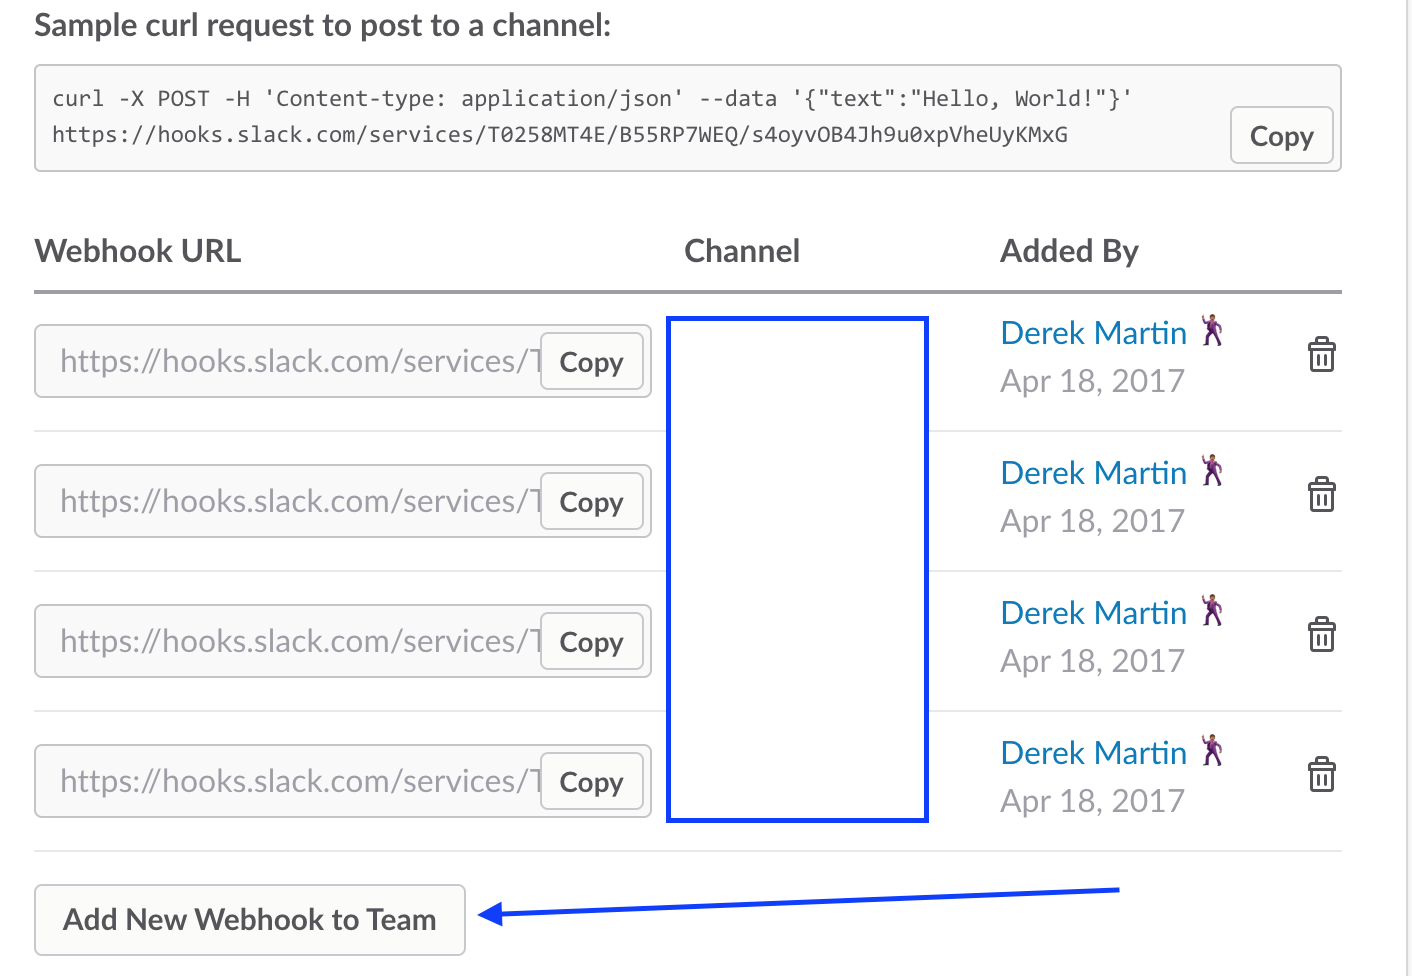 Sample curl request to post to a channel:
curl -X POST -H 'Content-type: application/json' --data '{"text":"Hello, World!"}'
https://hooks.slack.com/services/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
Copy
Webhook URL Channel Added By
https://hooks.slack.com/services/T Copy Derek Martin
Apr 18, 2017
https://hooks.slack.com/services/T Copy Derek Martin
Apr 18, 2017
https://hooks.slack.com/services/T Copy Derek Martin
Apr 18, 2017
https://hooks.slack.com/services/T Copy Derek Martin
Apr 18, 2017
Add New Webhook to Team